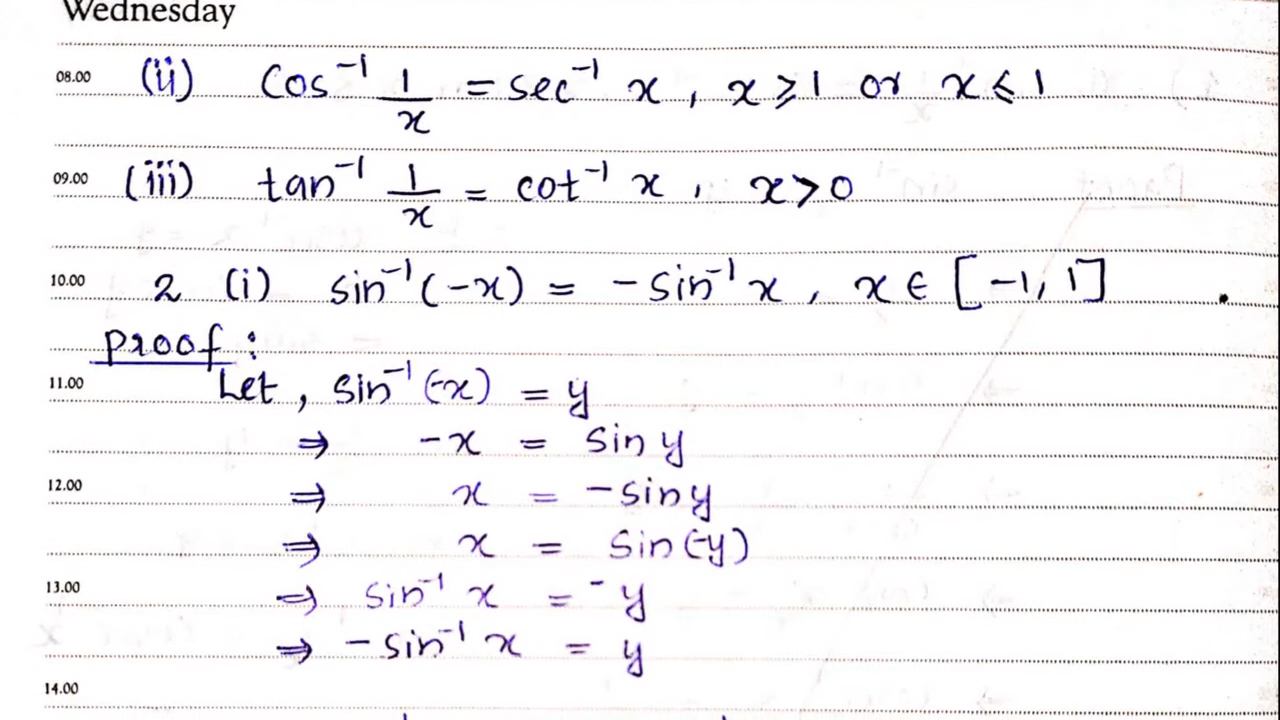 Wednesday
08.00 (ii) Cos⁻¹ 1/x = sec⁻¹ x, x ⩾ 1 or x ⩽ 1
09.00 (iii) tan⁻¹ 1/x = cot⁻¹ x, x > 0
10.00 2 (i) sin⁻¹(-x) = -sin⁻¹ x, x ∈ [-1, 1]
Proof:
11.00 Let, sin⁻¹(-x) = y
⇒ -x = sin y
12.00 ⇒ x = -sin y
⇒ x = sin(-y)
13.00 ⇒ sin⁻¹ x = -y
⇒ -sin⁻¹ x = y
14.00